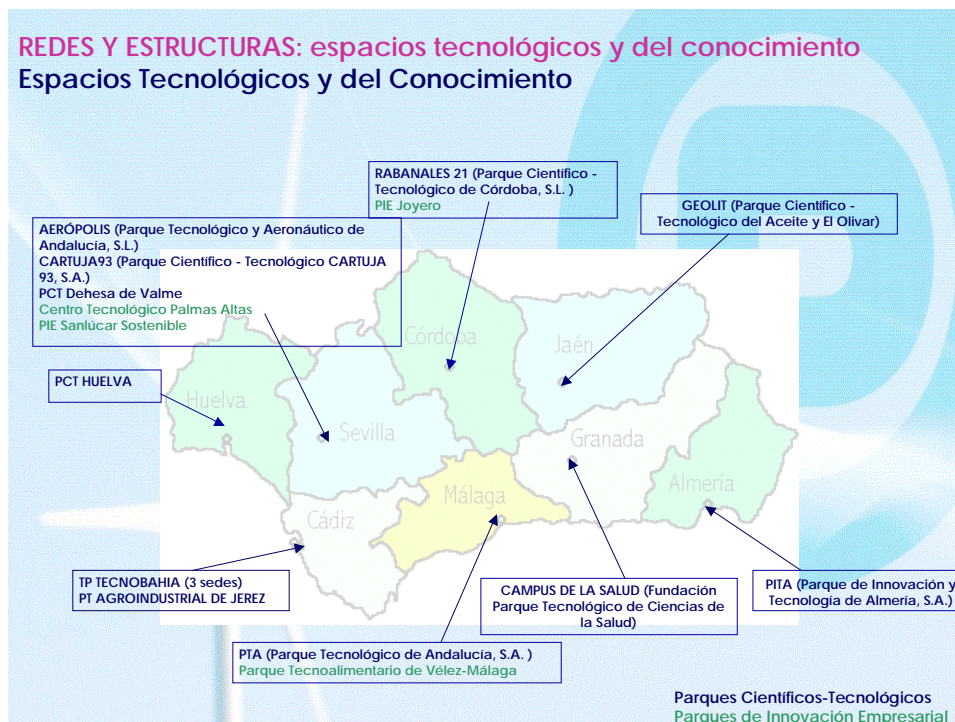 REDES Y ESTRUCTURAS: espacios tecnológicos y del conocimiento
Espacios Tecnológicos y del Conocimiento
RABANALES 21 (Parque Científico -
Tecnológico de Córdoba, S.L. )
PIE Joyero
GEOLIT (Parque Científico -
Tecnológico del Aceite y El Olivar)
AERÓPOLIS (Parque Tecnológico y Aeronáutico de
Andalucía, S.L.)
CARTUJA93 (Parque Científico - Tecnológico CARTUJA
93, S.A.)
PCT Dehesa de Valme
Centro Tecnológico Palmas Altas
PIE Sanlúcar Sostenible
PCT HUELVA
Córdoba
Jaén
Huelva
Sevilla
Granada
Málaga
Almería
Cádiz
TP TECNOBAHIA (3 sedes)
PT AGROINDUSTRIAL DE JEREZ
CAMPUS DE LA SALUD (Fundación
Parque Tecnológico de Ciencias de
la Salud)
PITA (Parque de Innovación y
Tecnología de Almería, S.A.)
PTA (Parque Tecnológico de Andalucía, S.A. )
Parque Tecnoalimentario de Vélez-Málaga
Parques Científicos-Tecnológicos
Parques de Innovación Empresarial